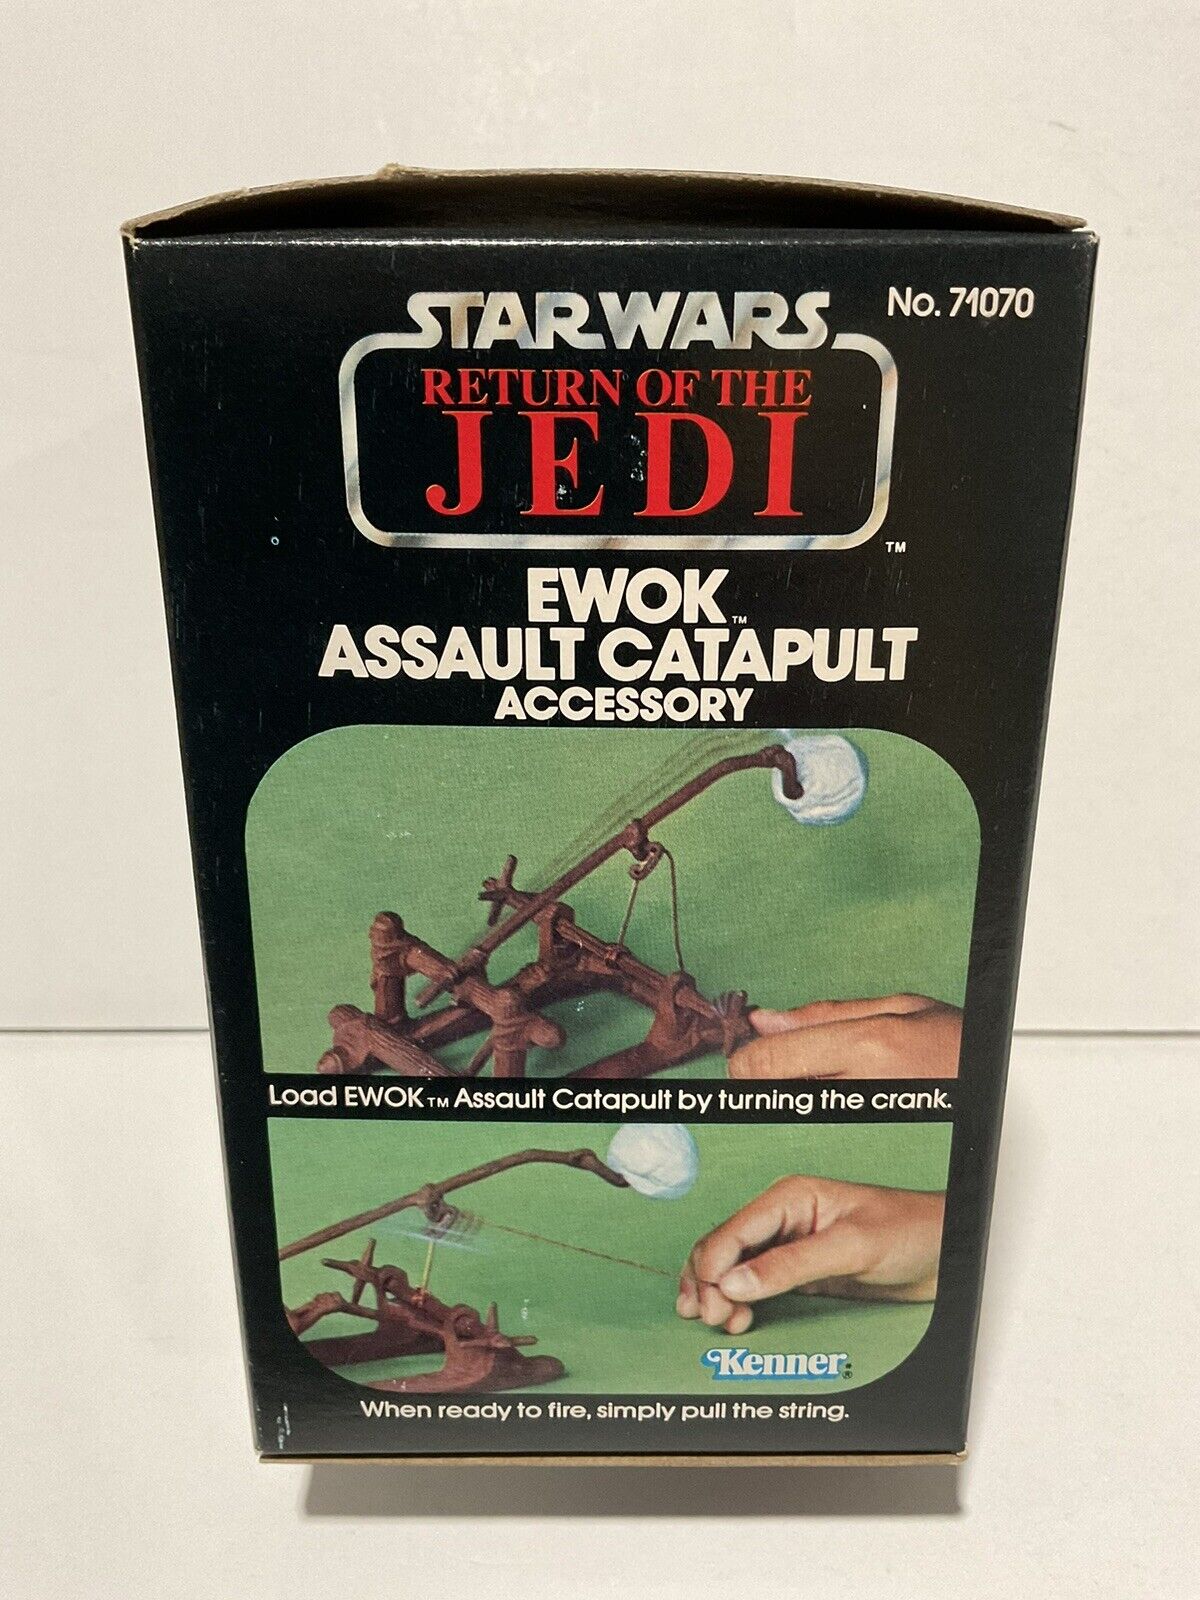 STAR WARS
No. 71070
RETURN OF THE
JEDI
TM
EWOK TM
ASSAULT CATAPULT
ACCESSORY
Load EWOK TM Assault Catapult by turning the crank.
Kenner®
When ready to fire, simply pull the string.